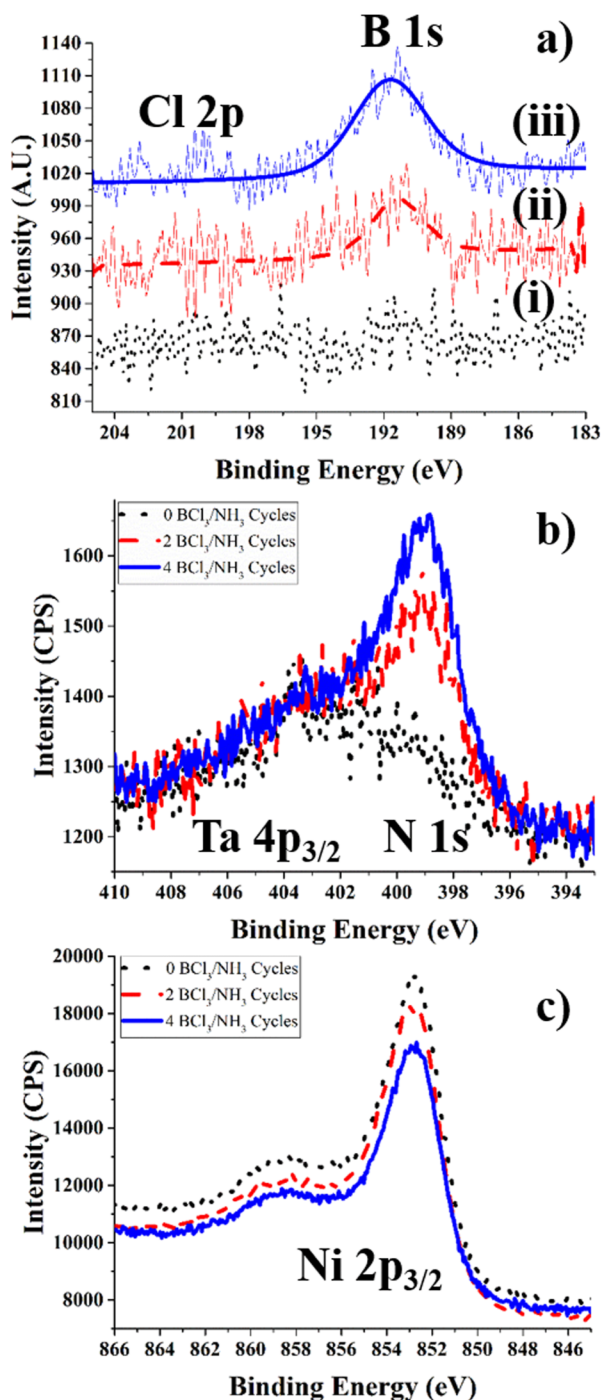 B 1s
a)
Cl 2p
(iii)
(ii)
(i)
1140
1110
1080
1050
1020
990
960
930
900
870
840
810
Intensity (A.U.)
204 201 198 195 192 189 186 183
Binding Energy (eV)
0 BCl₃/NH₃ Cycles
2 BCl₃/NH₃ Cycles
4 BCl₃/NH₃ Cycles
b)
1600
1500
1400
1300
1200
Intensity (CPS)
Ta 4p₃/₂ N 1s
410 408 406 404 402 400 398 396 394
Binding Energy (eV)
0 BCl₃/NH₃ Cycles
2 BCl₃/NH₃ Cycles
4 BCl₃/NH₃ Cycles
c)
20000
18000
16000
14000
12000
10000
8000
Intensity (CPS)
Ni 2p₃/₂
866 864 862 860 858 856 854 852 850 848 846
Binding Energy (eV)